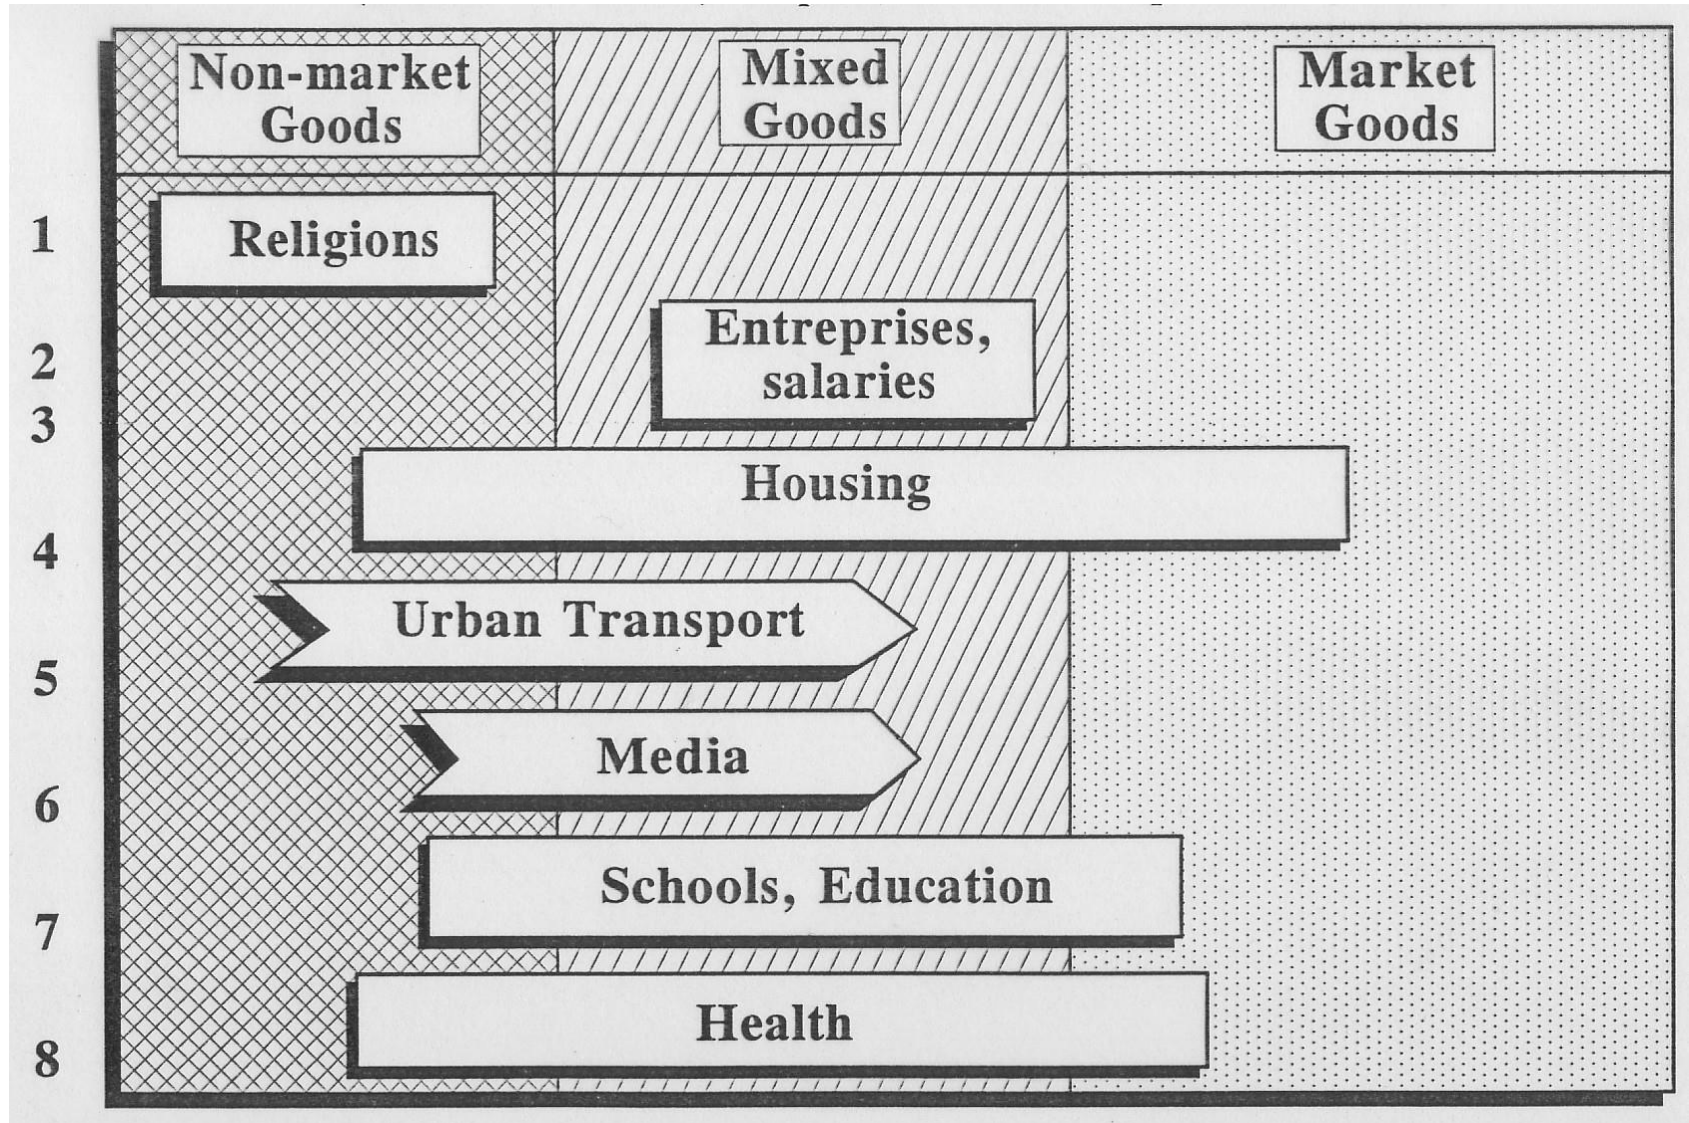 Non-market
Goods
Mixed
Goods
Market
Goods
1
Religions
2
Entreprises,
salaries
3
Housing
4
Urban Transport
5
Media
6
Schools, Education
7
Health
8